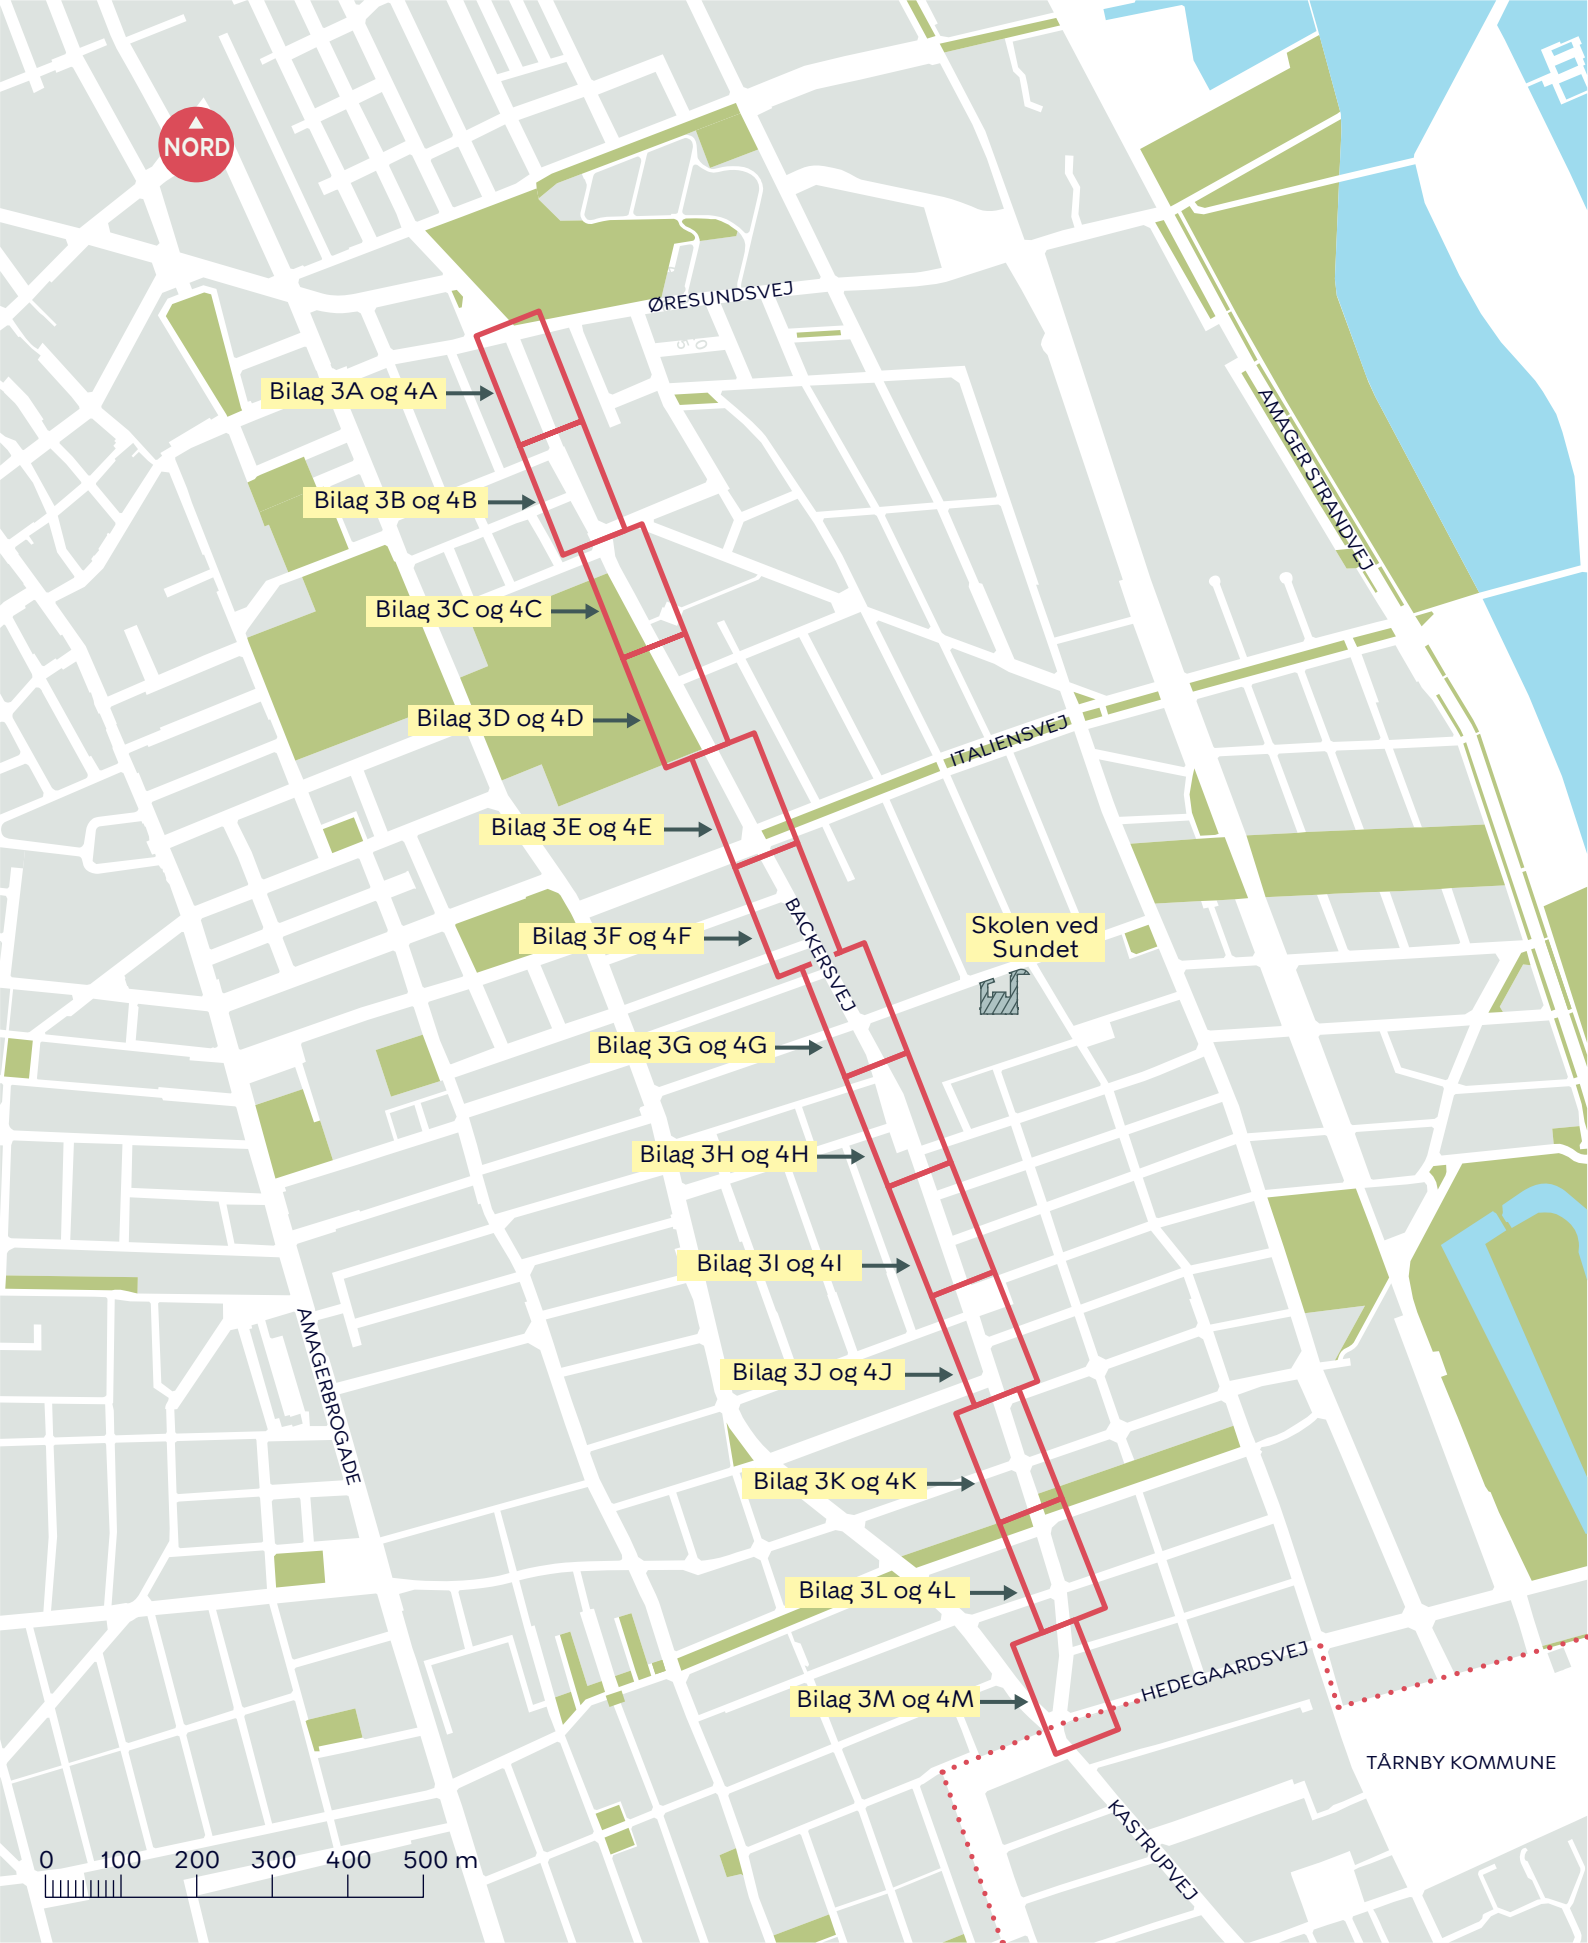 NORD
ØRESUNDSVEJ
Bilag 3A og 4A
AMAGER STRANDVEJ
Bilag 3B og 4B
Bilag 3C og 4C
Bilag 3D og 4D
ITALIENSVEJ
Bilag 3E og 4E
BACKERSVEJ
Skolen ved
Sundet
Bilag 3F og 4F
Bilag 3G og 4G
Bilag 3H og 4H
Bilag 3I og 4I
AMAGERBROGADE
Bilag 3J og 4J
Bilag 3K og 4K
Bilag 3L og 4L
HEDEGAARDSVEJ
Bilag 3M og 4M
TÅRNBY KOMMUNE
KASTRUPVEJ
0 100 200 300 400 500 m